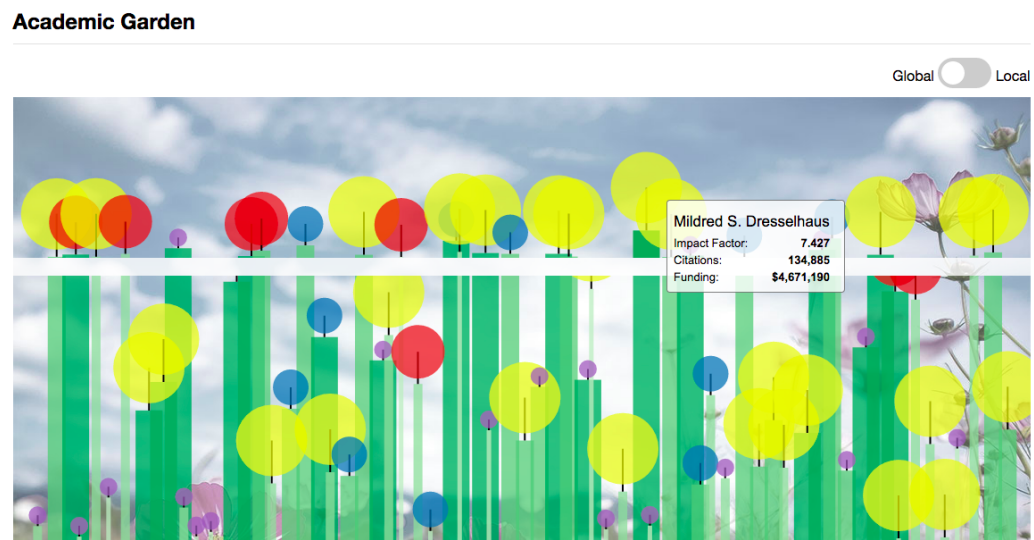 Academic Garden
Global Local
Mildred S. Dresselhaus
Impact Factor: 7.427
Citations: 134,885
Funding: $4,671,190